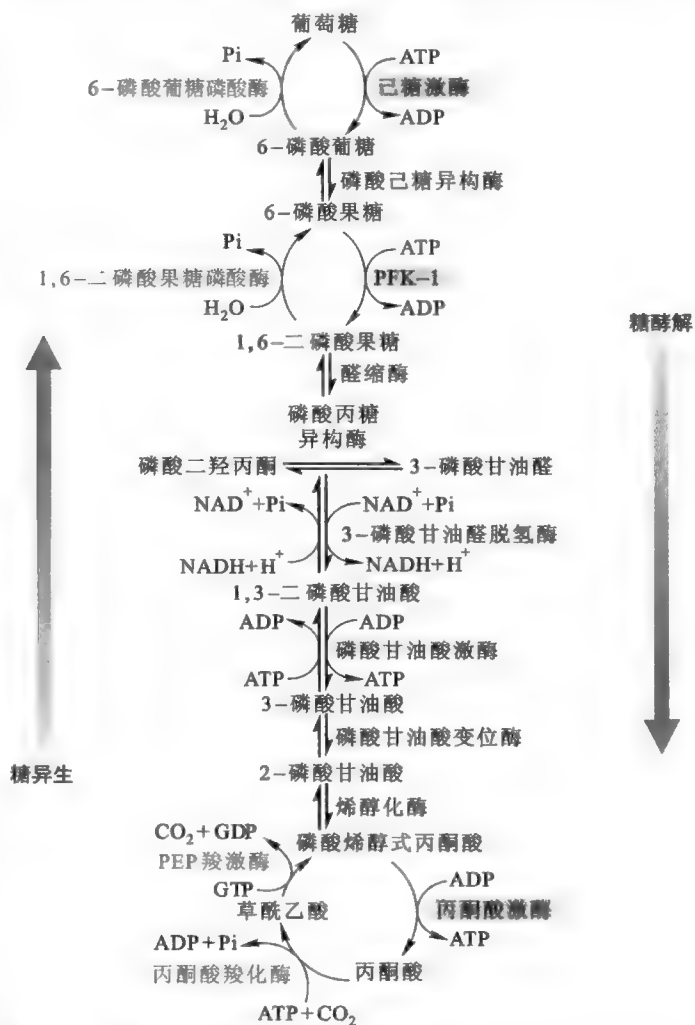 葡萄糖
Pi
ATP
6-磷酸葡糖磷酸酶
己糖激酶
H₂O
ADP
6-磷酸葡糖
磷酸己糖异构酶
6-磷酸果糖
Pi
ATP
1,6-二磷酸果糖磷酸酶
PFK-1
H₂O
ADP
1,6-二磷酸果糖
糖酵解
醛缩酶
磷酸丙糖
异构酶
磷酸二羟丙酮
3-磷酸甘油醛
NAD⁺+Pi
NAD⁺+Pi
3-磷酸甘油醛脱氢酶
NADH+H⁺
NADH+H⁺
1,3-二磷酸甘油酸
ADP
ADP
磷酸甘油酸激酶
ATP
ATP
3-磷酸甘油酸
磷酸甘油酸变位酶
糖异生
2-磷酸甘油酸
烯醇化酶
CO₂+GDP
磷酸烯醇式丙酮酸
PEP羧激酶
GTP
ADP
草酰乙酸
丙酮酸激酶
ATP
ADP+Pi
丙酮酸羧化酶
丙酮酸
ATP+CO₂